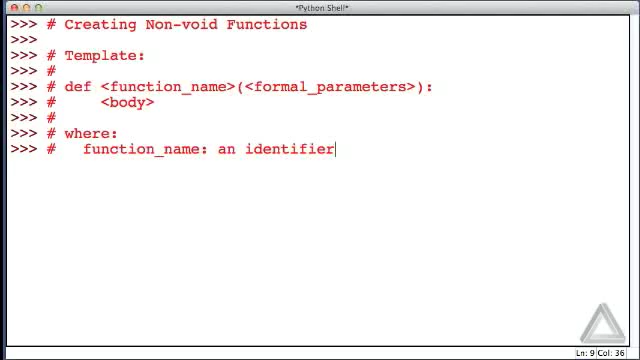 *Python Shell*
>>> # Creating Non-void Functions
>>>
>>> # Template:
>>> #
>>> # def <function_name>(<formal_parameters>):
>>> #     <body>
>>> #
>>> # where:
>>> #   function_name: an identifier
Ln: 9 Col: 36